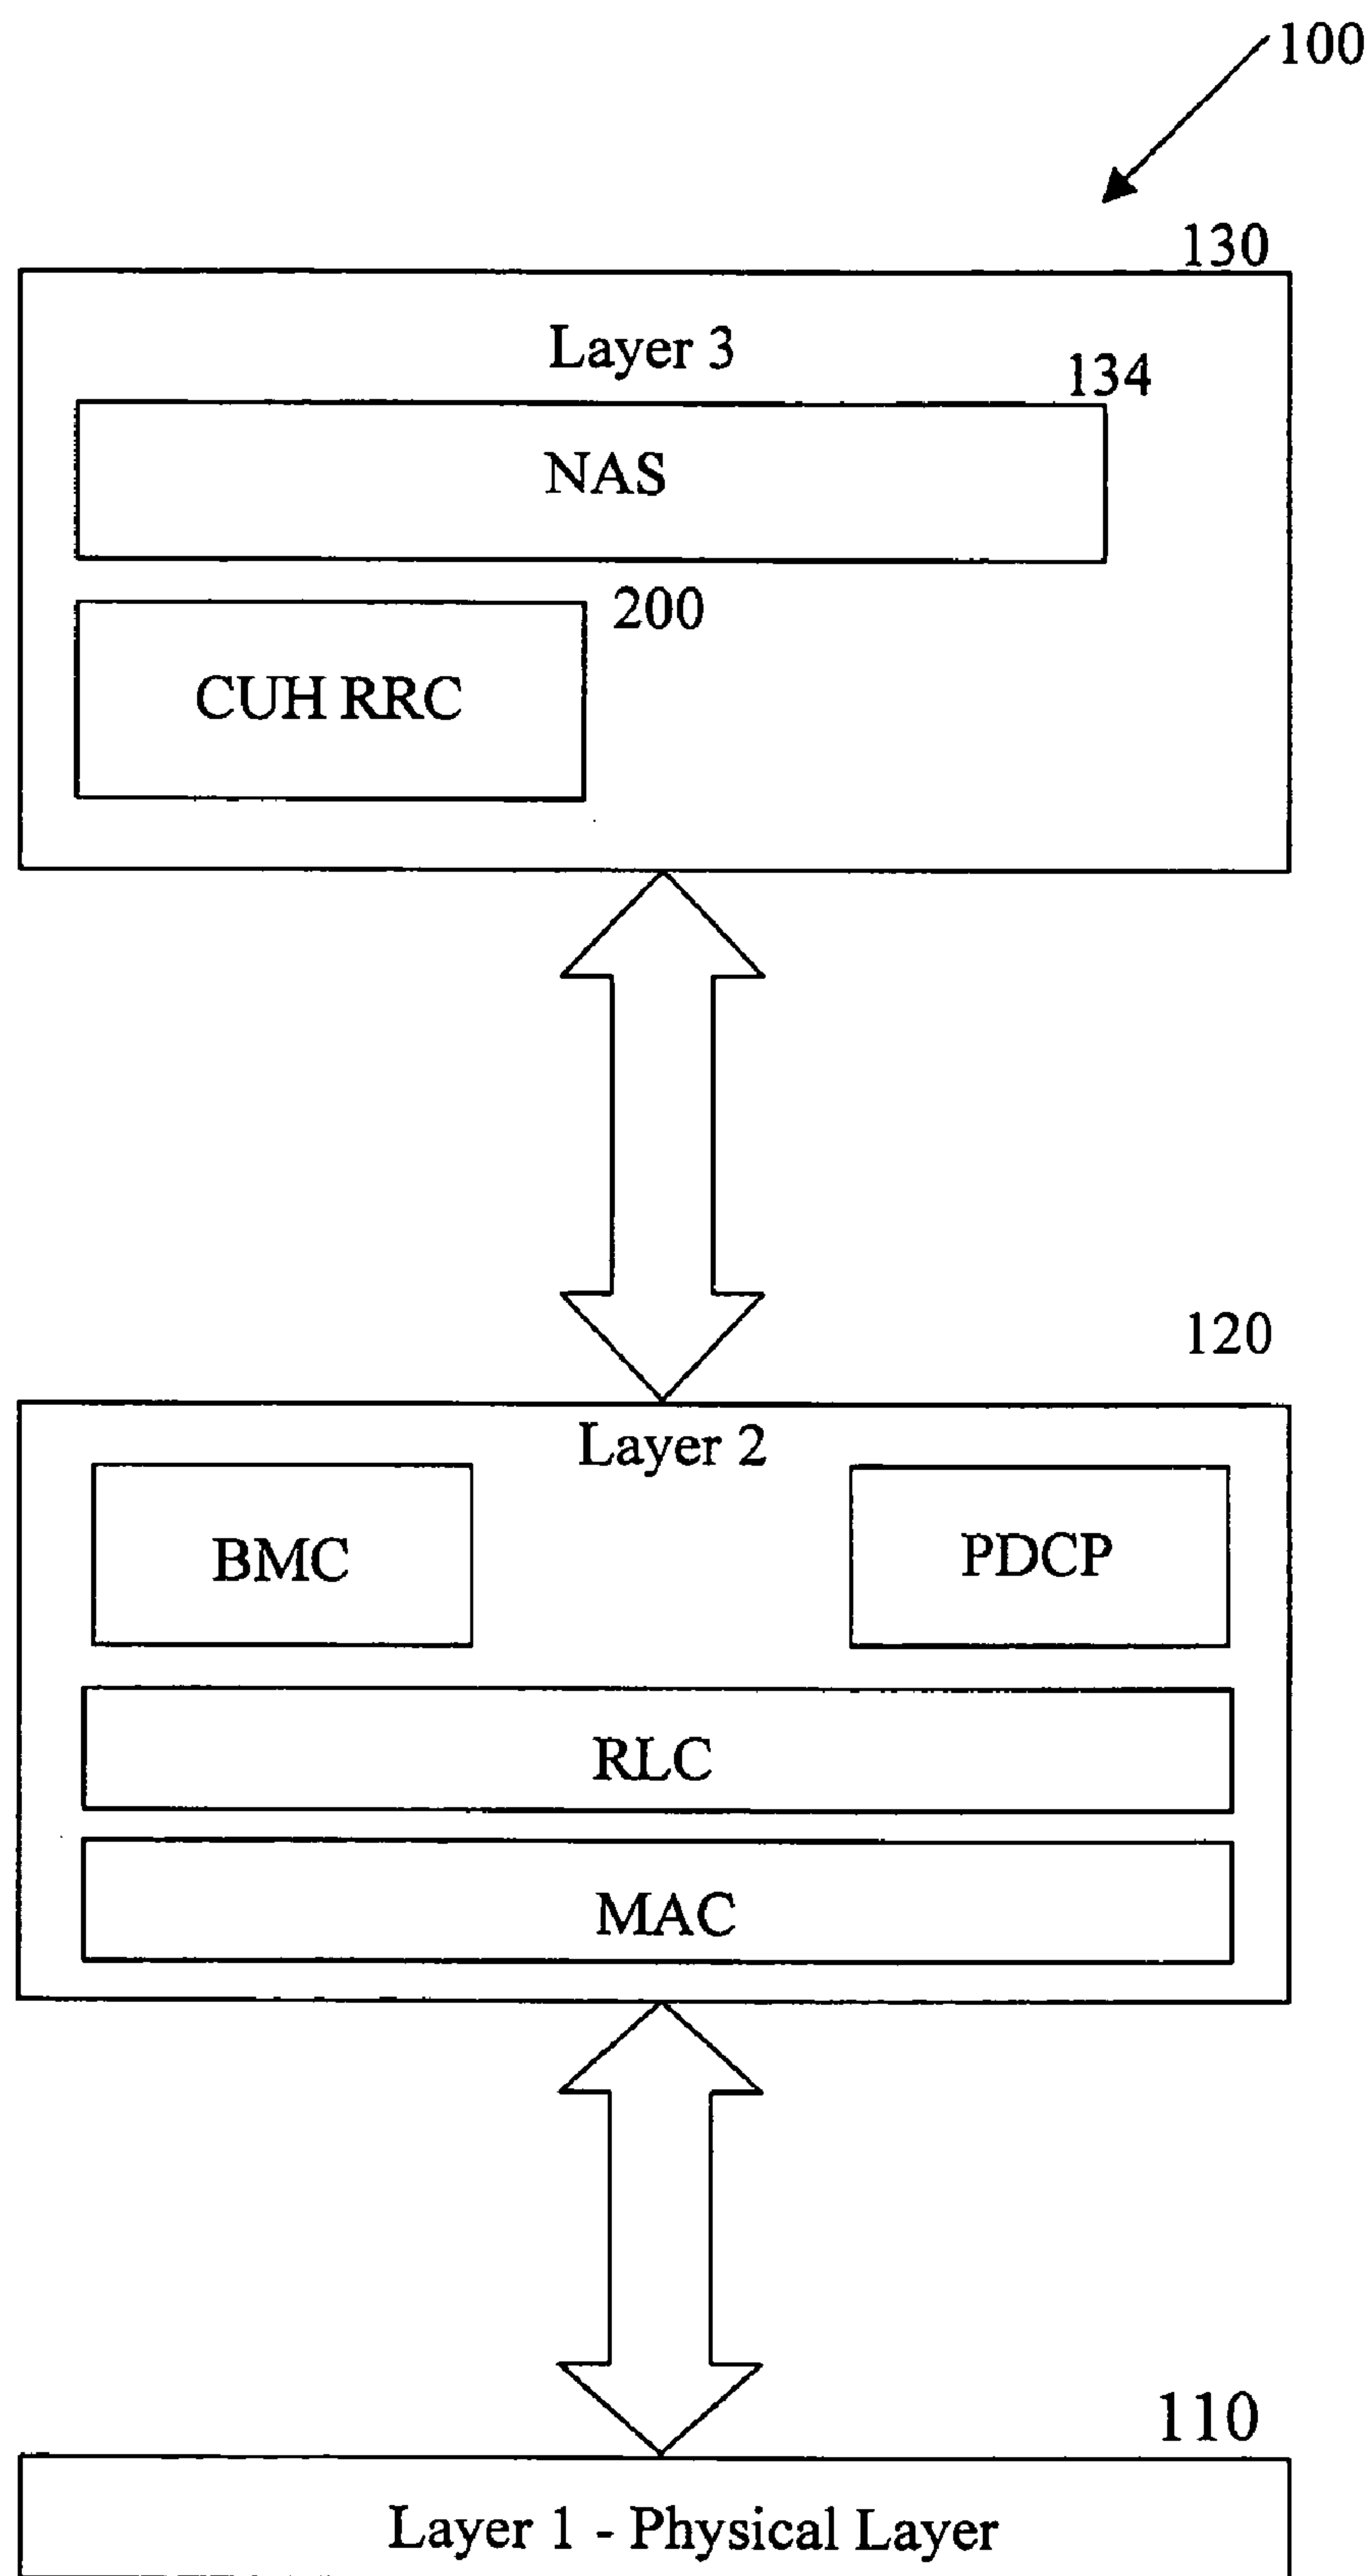 100
130
Layer 3
134
NAS
200
CUH RRC
120
Layer 2
BMC
PDCP
RLC
MAC
110
Layer 1 - Physical Layer